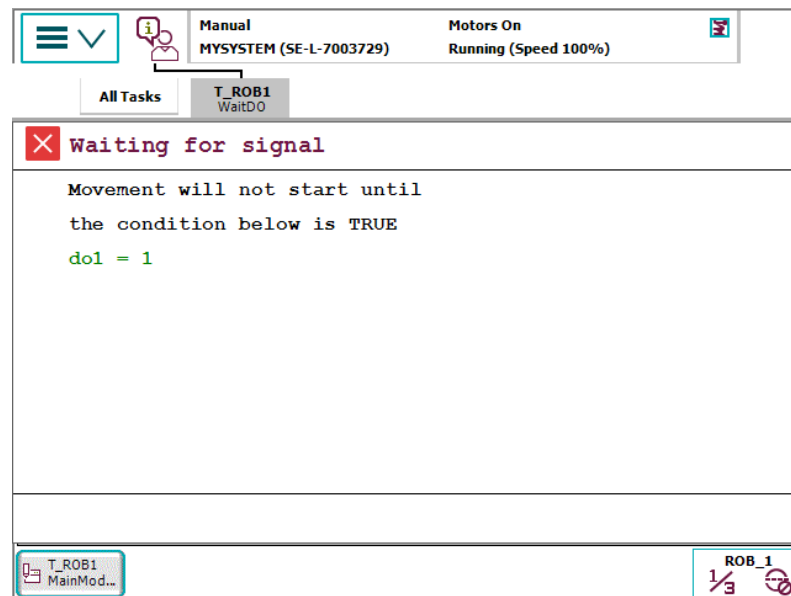 Manual
MYSYSTEM (SE-L-7003729)
Motors On
Running (Speed 100%)
All Tasks
T_ROB1
WaitDO
Waiting for signal
Movement will not start until
the condition below is TRUE
do1 = 1
T_ROB1
MainMod...
ROB_1
1/3